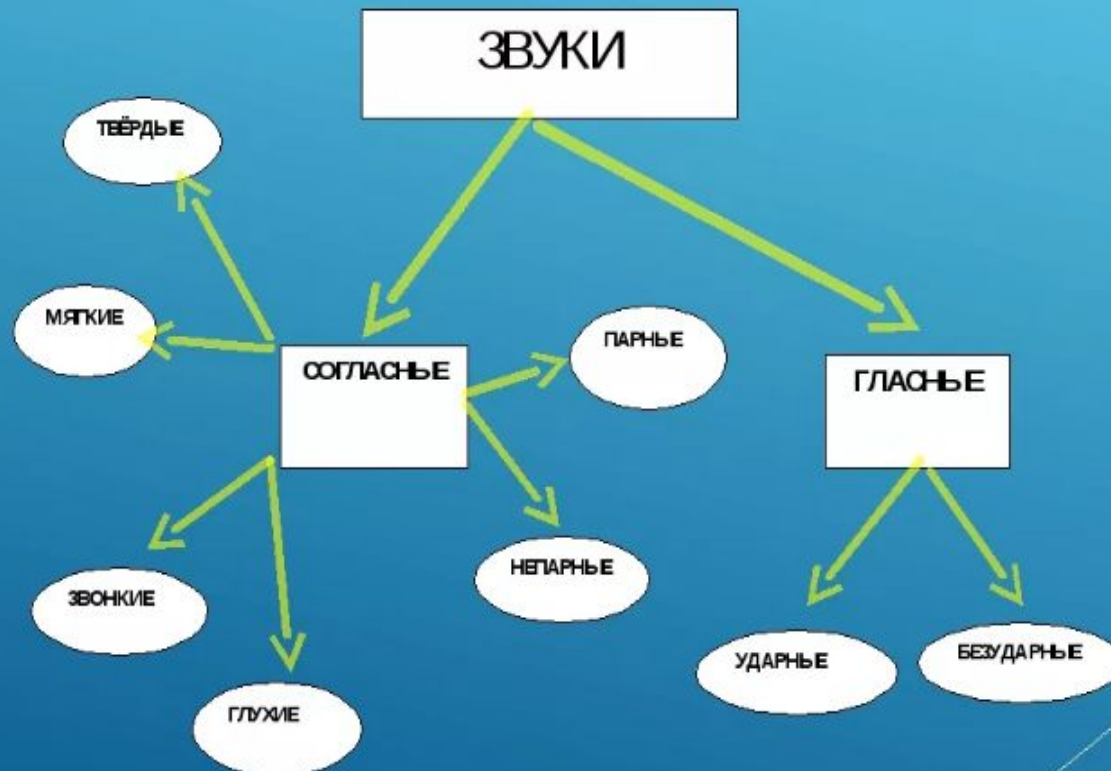 ЗВУКИ
ТВЁРДЫЕ
МЯГКИЕ
СОГЛАСНЫЕ
ПАРНЫЕ
ГЛАСНЫЕ
НЕПАРНЫЕ
ЗВОНКИЕ
ГЛУХИЕ
УДАРНЫЕ
БЕЗУДАРНЫЕ